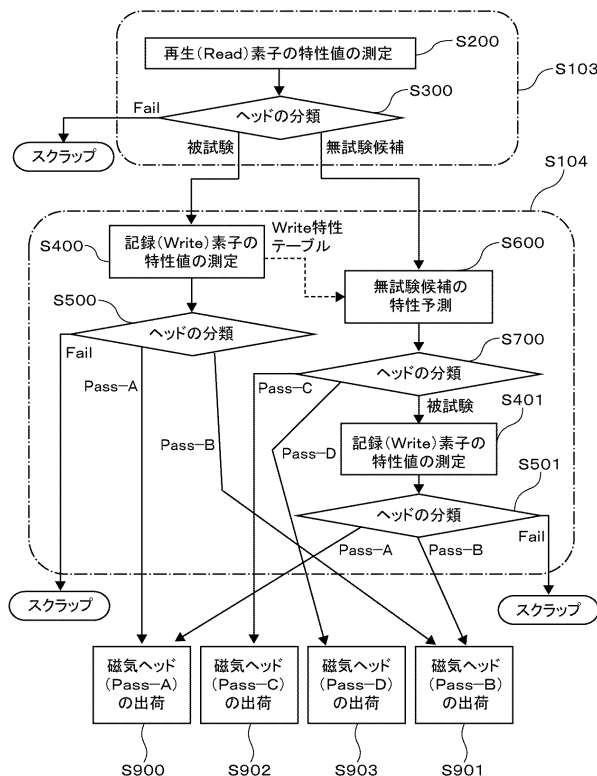 再生(Read)素子の特性値の測定
S200
S103
S300
Fail
ヘッドの分類
スクラップ
被試験
無試験候補
S104
S400
記録(Write)素子の
特性値の測定
Write特性
テーブル
S600
無試験候補の
特性予測
S500
ヘッドの分類
S700
Fail
ヘッドの分類
Pass-A
Pass-C
被試験
S401
Pass-B
Pass-D
記録(Write)素子の
特性値の測定
S501
ヘッドの分類
Fail
Pass-A
Pass-B
スクラップ
スクラップ
磁気ヘッド
(Pass-A)
の出荷
磁気ヘッド
(Pass-C)
の出荷
磁気ヘッド
(Pass-D)
の出荷
磁気ヘッド
(Pass-B)
の出荷
S900
S902
S903
S901